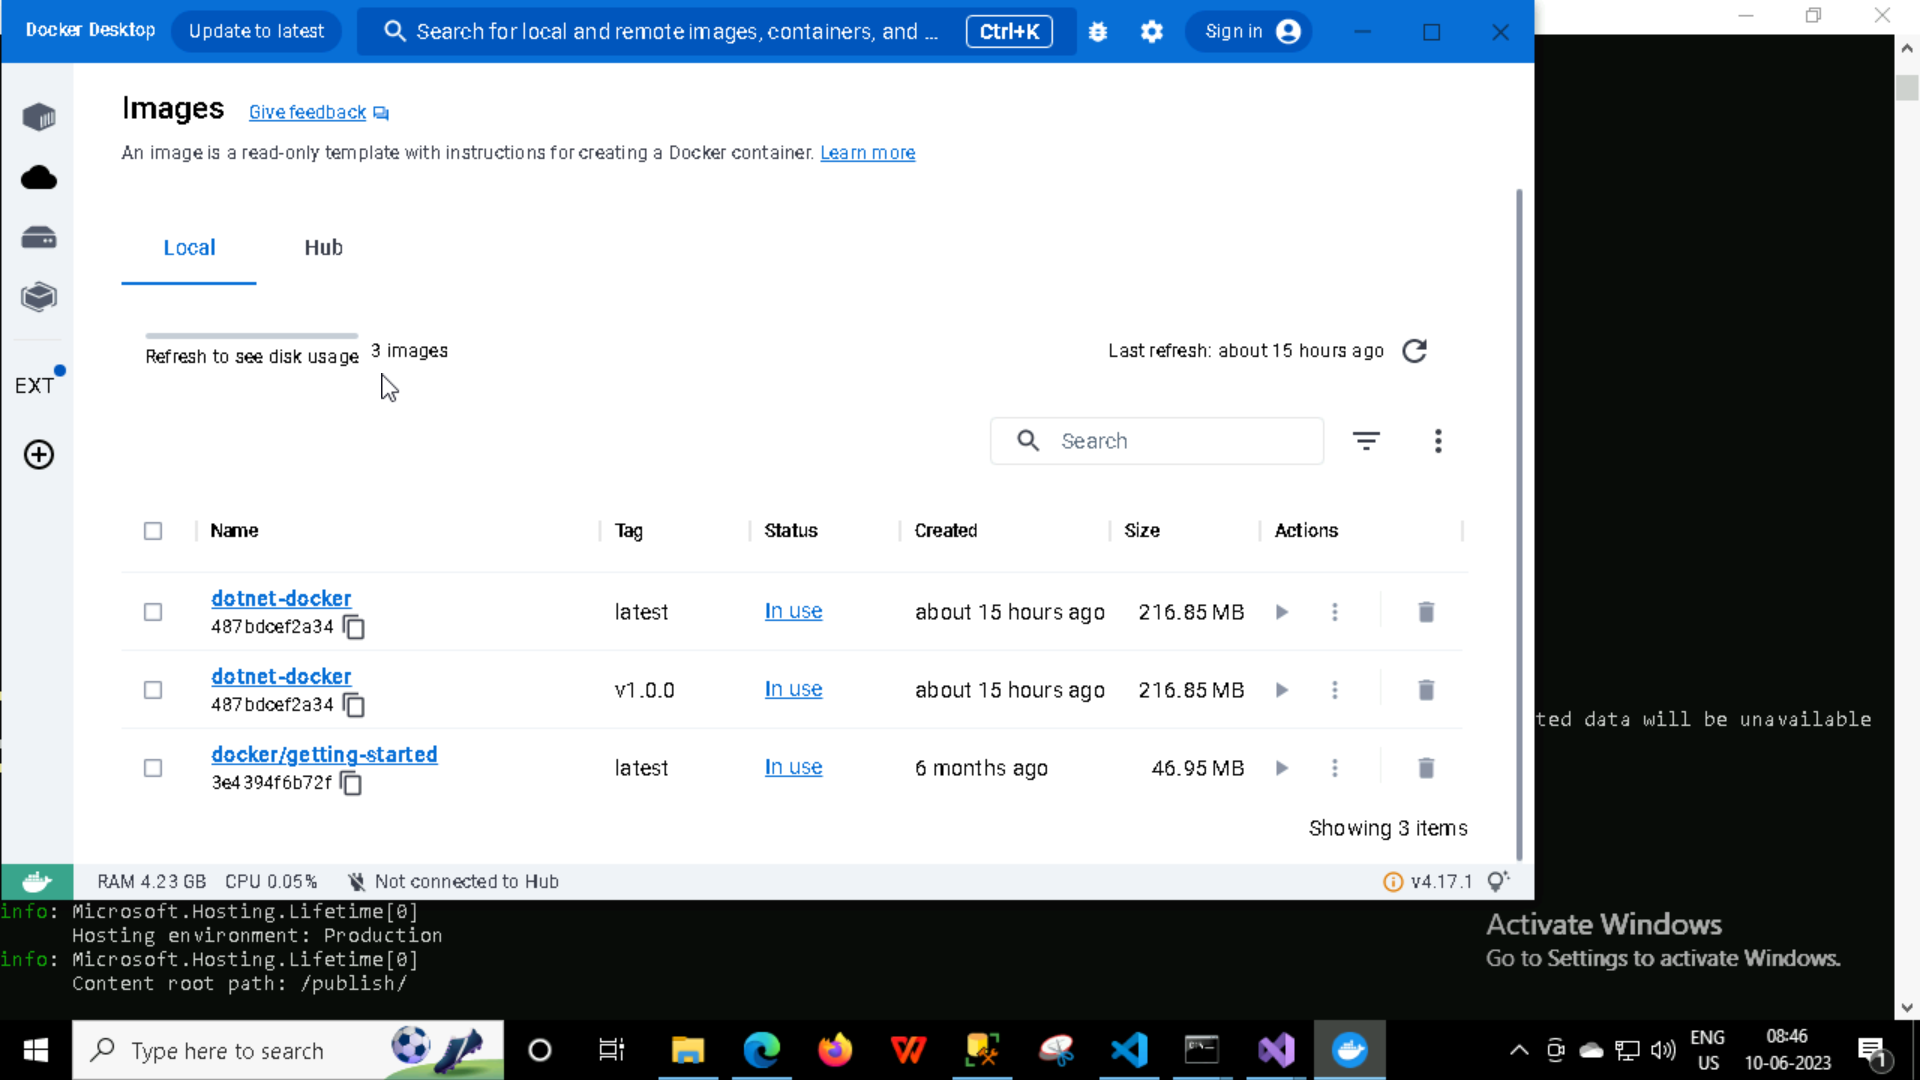 Docker Desktop
Update to latest
Search for local and remote images, containers, and ...
Ctrl+K
Sign in
Images
Give feedback
An image is a read-only template with instructions for creating a Docker container. Learn more
Local
Hub
EXT
Refresh to see disk usage
3 images
Last refresh: about 15 hours ago
Search
Name Tag Status Created Size Actions
dotnet-docker
487bdcef2a34
latest In use about 15 hours ago 216.85 MB
dotnet-docker
487bdcef2a34
v1.0.0 In use about 15 hours ago 216.85 MB
docker/getting-started
3e4394f6b72f
latest In use 6 months ago 46.95 MB
Showing 3 items
ted data will be unavailable
RAM 4.23 GB CPU 0.05% Not connected to Hub
v4.17.1
info: Microsoft.Hosting.Lifetime[0]
Hosting environment: Production
info: Microsoft.Hosting.Lifetime[0]
Content root path: /publish/
Activate Windows
Go to Settings to activate Windows.
Type here to search
ENG
US
08:46
10-06-2023
1